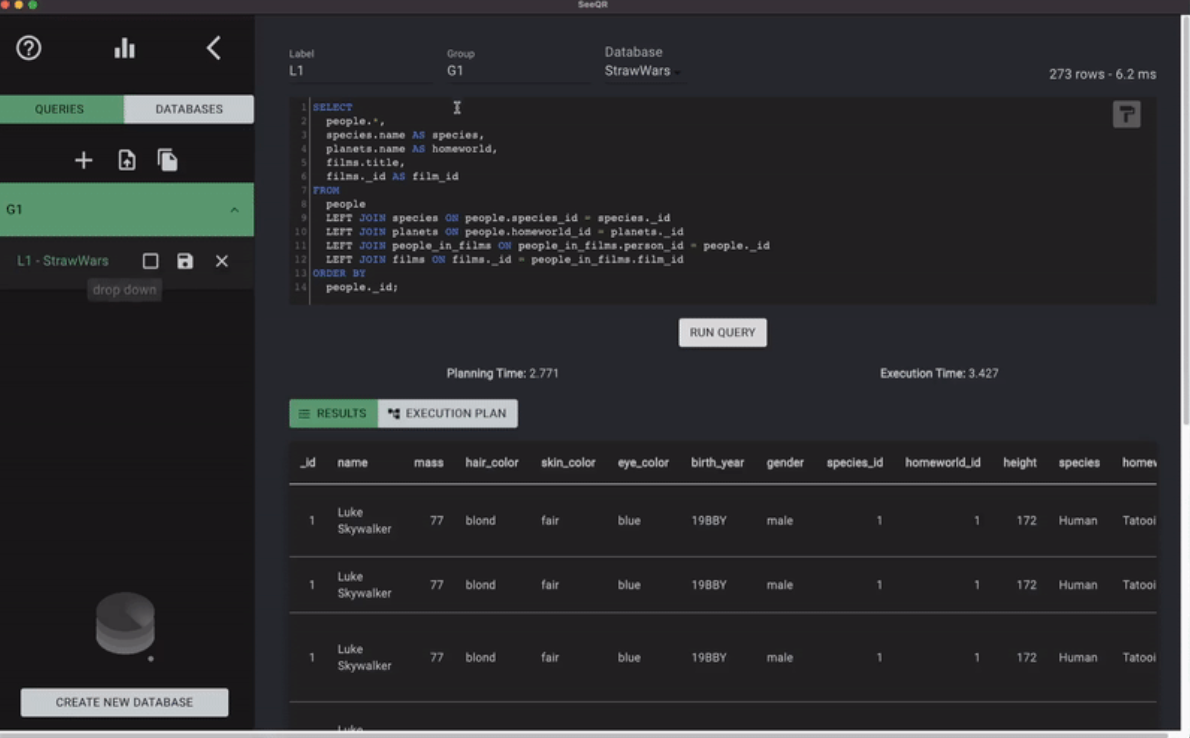 SeeQR
Label
L1
Group
G1
Database
StrawWars
273 rows - 6.2 ms
QUERIES
DATABASES
G1
L1 - StrawWars
drop down
CREATE NEW DATABASE
1 SELECT
2 people.*,
3 species.name AS species,
4 planets.name AS homeworld,
5 films.title,
6 films._id AS film_id
7 FROM
8 people
9 LEFT JOIN species ON people.species_id = species._id
10 LEFT JOIN planets ON people.homeworld_id = planets._id
11 LEFT JOIN people_in_films ON people_in_films.person_id = people._id
12 LEFT JOIN films ON films._id = people_in_films.film_id
13 ORDER BY
14 people._id;
RUN QUERY
Planning Time: 2.771
Execution Time: 3.427
RESULTS
EXECUTION PLAN
_id name mass hair_color skin_color eye_color birth_year gender species_id homeworld_id height species homew
1 Luke Skywalker 77 blond fair blue 19BBY male 1 1 172 Human Tatooi
1 Luke Skywalker 77 blond fair blue 19BBY male 1 1 172 Human Tatooi
1 Luke Skywalker 77 blond fair blue 19BBY male 1 1 172 Human Tatooi
Luke